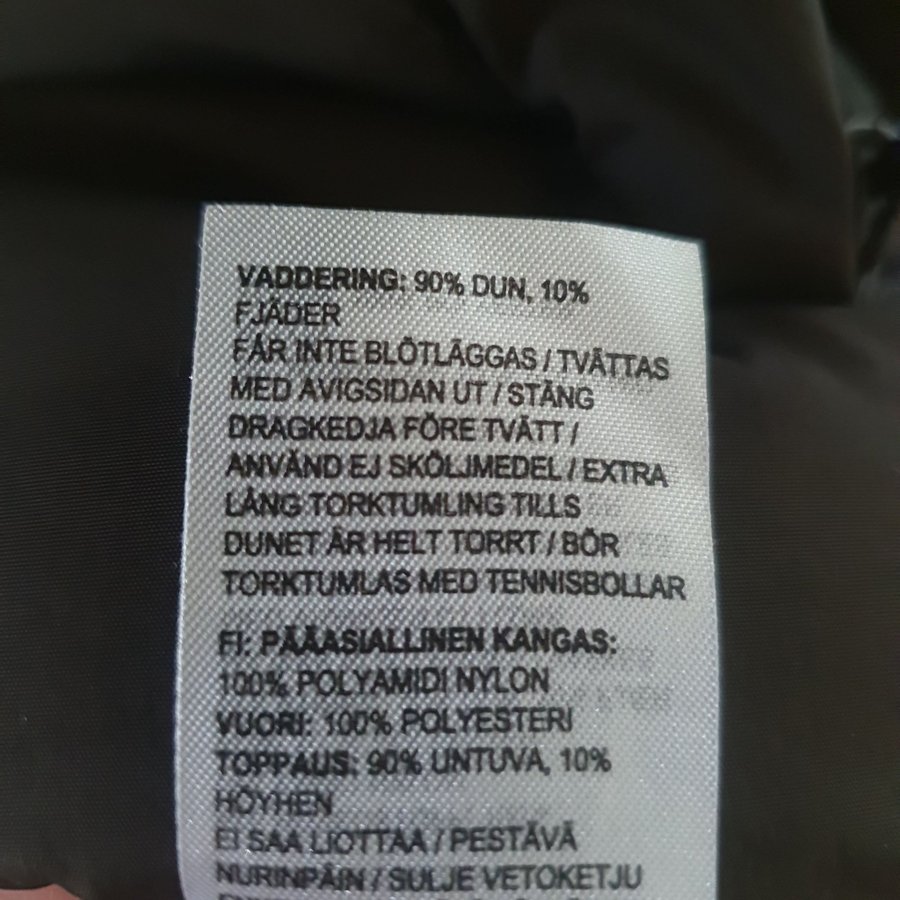 VADDERING: 90% DUN, 10%
FJÄDER
FÅR INTE BLÖTLÄGGAS / TVÄTTAS
MED AVIGSIDAN UT / STÄNG
DRAGKEDJA FÖRE TVÄTT /
ANVÄND EJ SKÖLJMEDEL / EXTRA
LÅNG TORKTUMLING TILLS
DUNET ÄR HELT TORRT / BÖR
TORKTUMLAS MED TENNISBOLLAR
FI: PÄÄASIALLINEN KANGAS:
100% POLYAMIDI NYLON
VUORI: 100% POLYESTERI
TOPPAUS: 90% UNTUVA, 10%
HÖYHEN
EI SAA LIOTTAA / PESTÄVÄ
NURINPÄIN / SULJE VETOKETJU